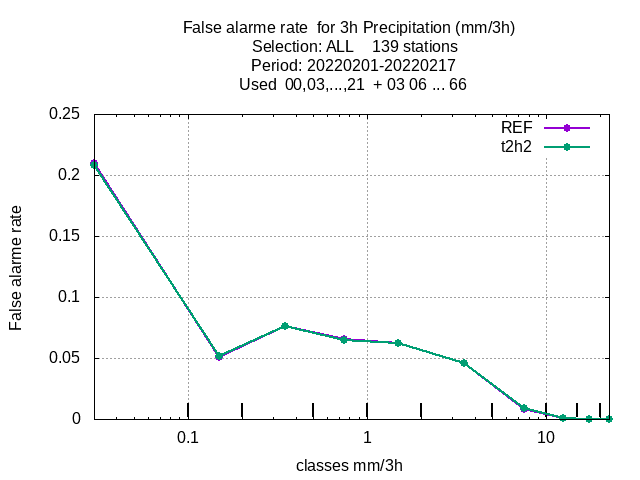 False alarme rate  for 3h Precipitation (mm/3h)
Selection: ALL    139 stations
Period: 20220201-20220217
Used  00,03,...,21  + 03 06 ... 66
REF
t2h2
0.25
0.2
0.15
0.1
0.05
0
False alarme rate
0.1
1
10
classes mm/3h